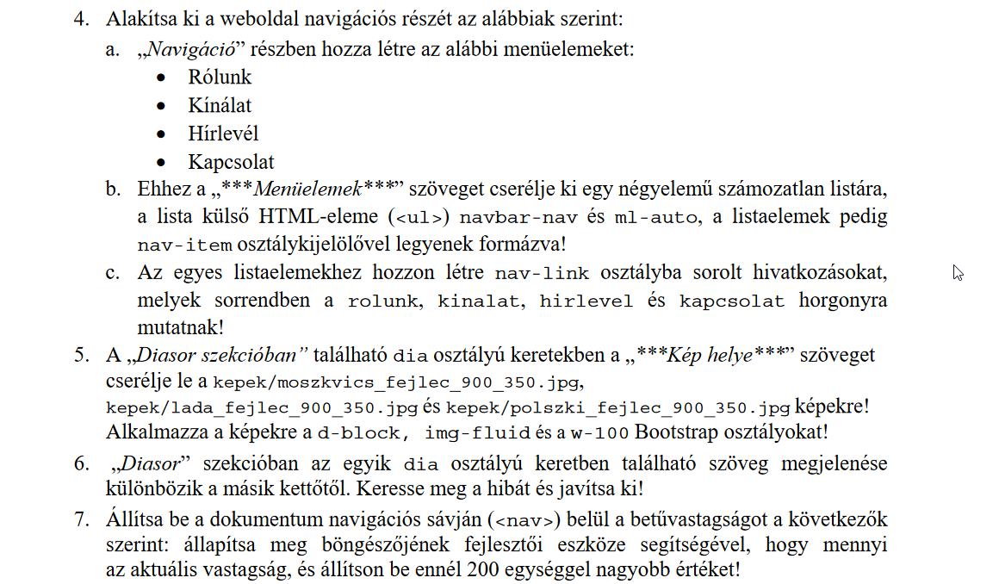 4. Alakítsa ki a weboldal navigációs részét az alábbiak szerint:
a. „Navigáció” részben hozza létre az alábbi menüelemeket:
• Rólunk
• Kínálat
• Hírlevél
• Kapcsolat
b. Ehhez a „***Menüelemek***” szöveget cserélje ki egy négyelemű számozatlan listára,
a lista külső HTML-eleme (<ul>) navbar-nav és ml-auto, a listaelemek pedig
nav-item osztálykijelölővel legyenek formázva!
c. Az egyes listaelemekhez hozzon létre nav-link osztályba sorolt hivatkozásokat,
melyek sorrendben a rolunk, kinalat, hirlevel és kapcsolat horgonyra
mutatnak!
5. A „Diasor szekcióban” található dia osztályú keretekben a „***Kép helye***” szöveget
cserélje le a kepek/moszkvics_fejlec_900_350.jpg,
kepek/lada_fejlec_900_350.jpg és kepek/polszki_fejlec_900_350.jpg képekre!
Alkalmazza a képekre a d-block, img-fluid és a w-100 Bootstrap osztályokat!
6. „Diasor” szekcióban az egyik dia osztályú keretben található szöveg megjelenése
különbözik a másik kettőtől. Keresse meg a hibát és javítsa ki!
7. Állítsa be a dokumentum navigációs sávján (<nav>) belül a betűvastagságot a következők
szerint: állapítsa meg böngészőjének fejlesztői eszköze segítségével, hogy mennyi
az aktuális vastagság, és állítson be ennél 200 egységgel nagyobb értéket!